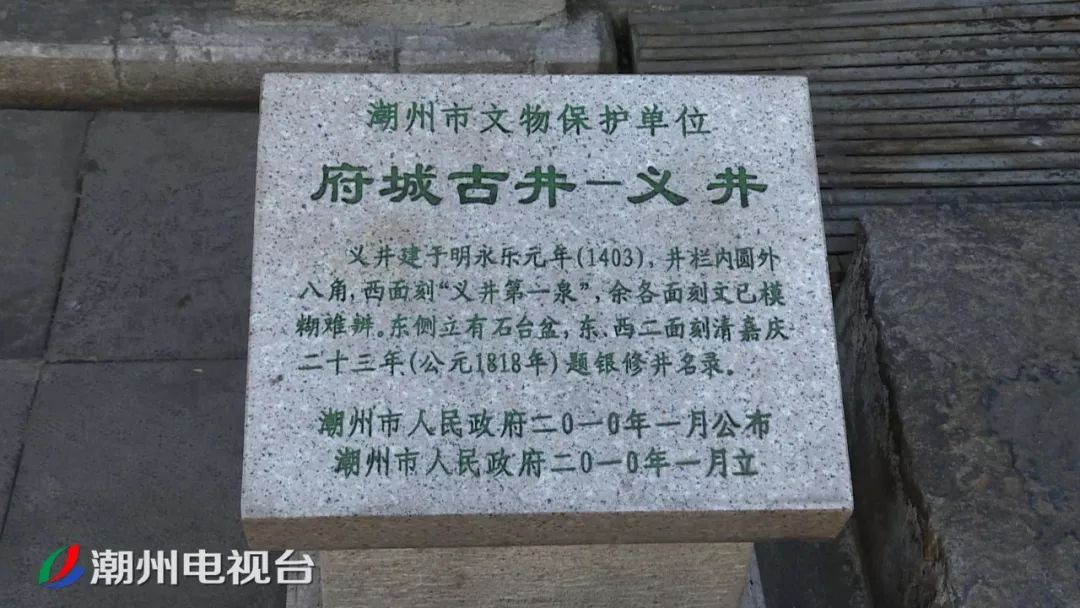 潮州市文物保护单位
府城古井-义井
义井建于明永乐元年(1403)，井栏内圆外
八角，西面刻“义井第一泉”，余各面刻文已模
糊难辨。东侧立有石台盆，东、西二面刻清嘉庆
二十三年(公元1818年)题银修井名录。
潮州市人民政府二〇一〇年一月公布
潮州市人民政府二〇一〇年一月立
潮州电视台